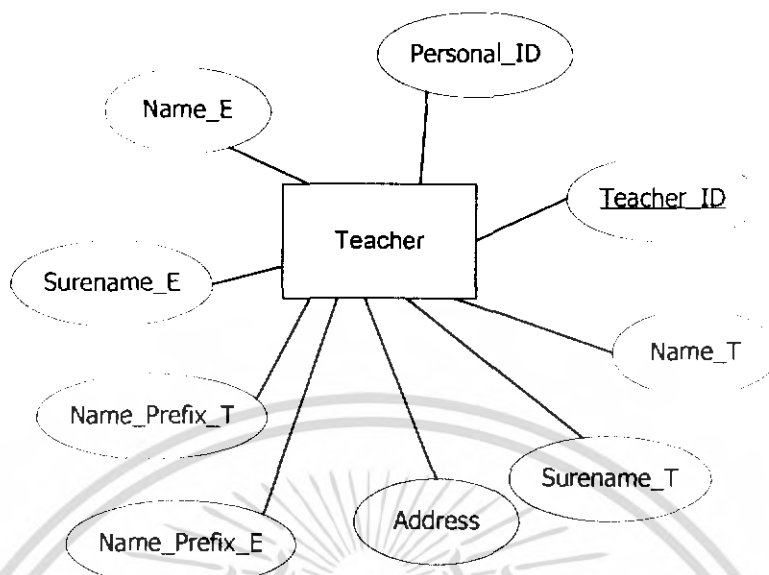 Personal_ID
Name_E
Teacher_ID
Teacher
Surename_E
Name_T
Name_Prefix_T
Surename_T
Address
Name_Prefix_E